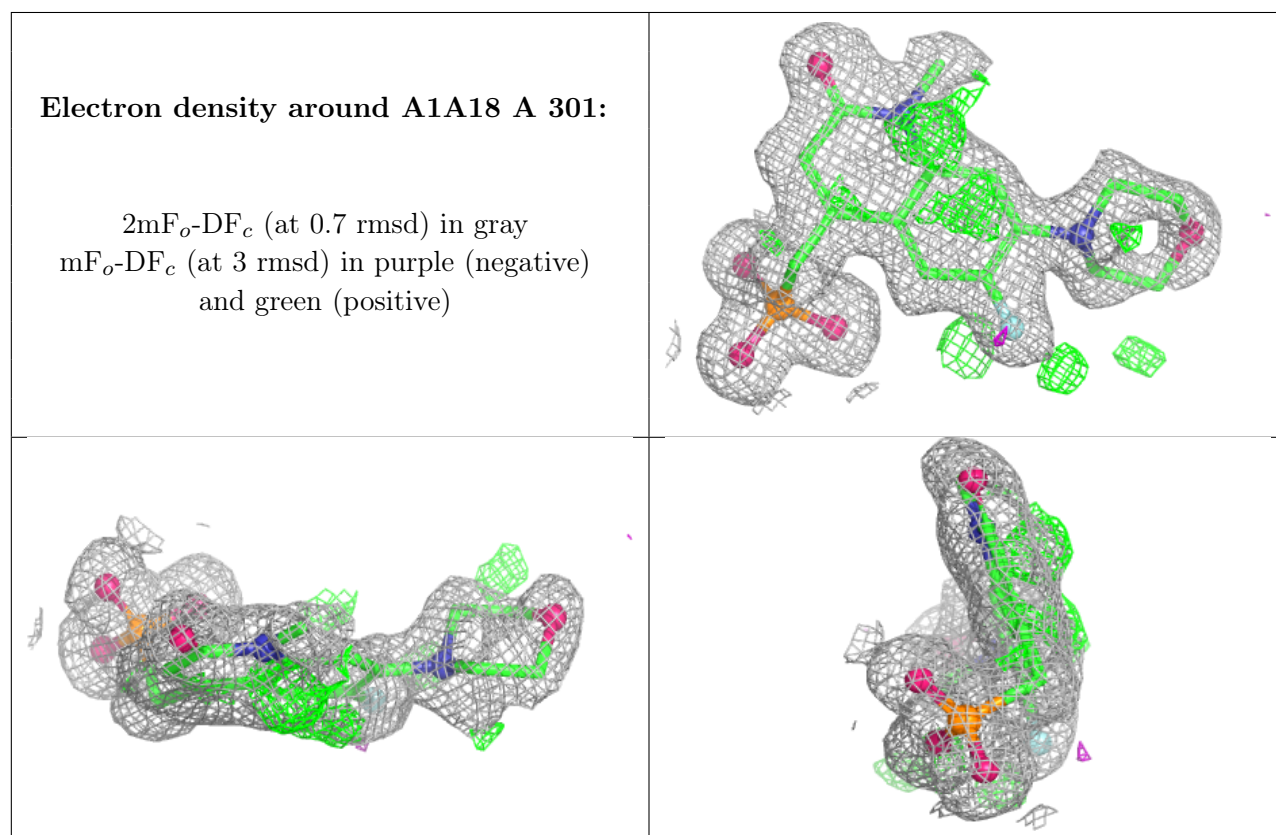 Electron density around A1A18 A 301:
2mFo-DFc (at 0.7 rmsd) in gray
mFo-DFc (at 3 rmsd) in purple (negative)
and green (positive)